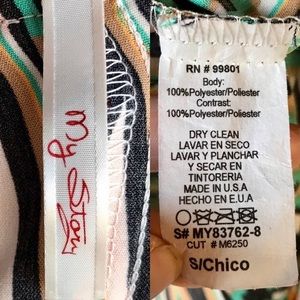 My Story
RN # 99801
Body:
100%Polyester/Poliester
Contrast:
100%Polyester/Poliester
DRY CLEAN
LAVAR EN SECO
LAVAR Y PLANCHAR
Y SECAR EN
TINTORERIA
MADE IN U.S.A
HECHO EN E.U.A
S# MY83762-8
CUT # M6250
S/Chico